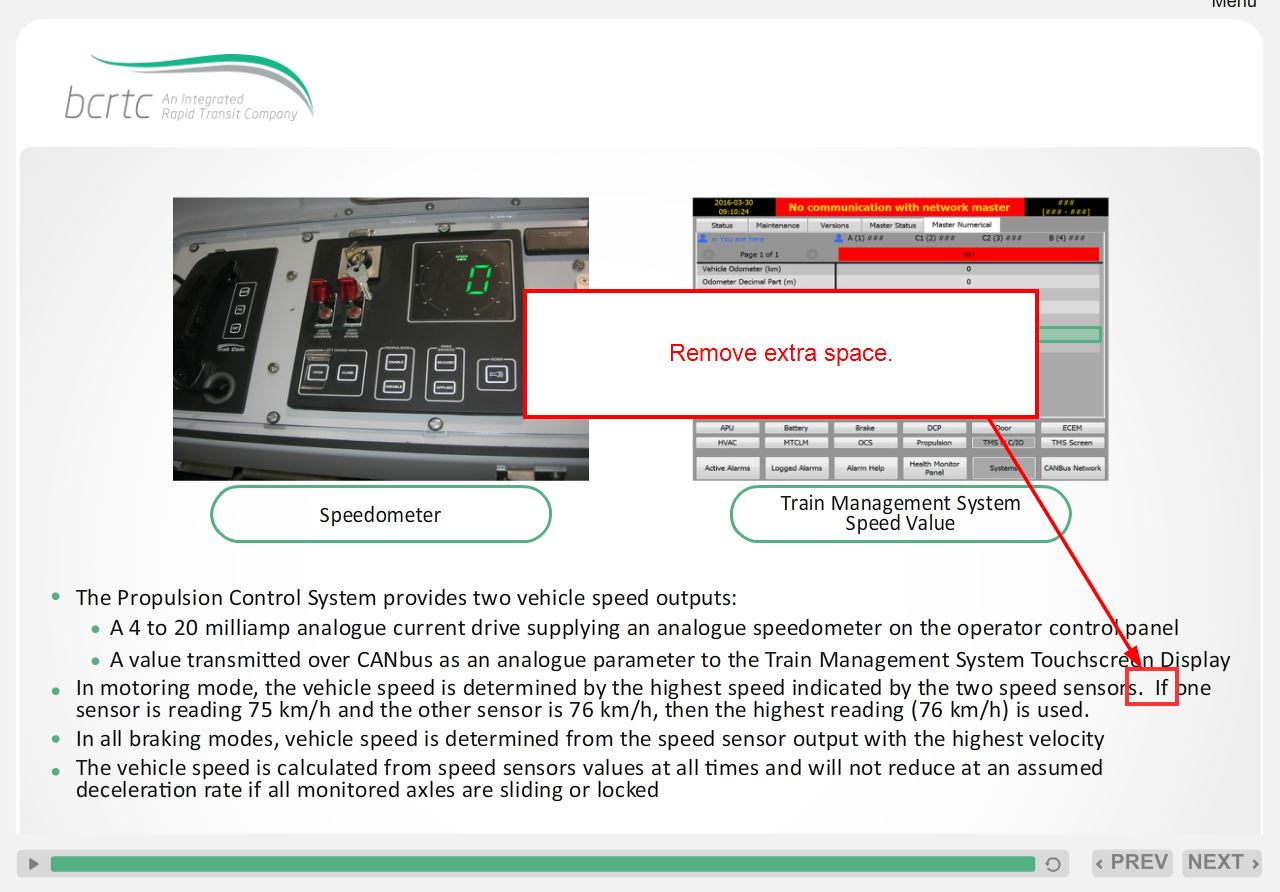 Menu
bcrtc An Integrated
Rapid Transit Company
2016-03-30
09:10:24
No communication with network master
###
[### - ###]
Status Maintenance Versions Master Status Master Numerical
= You are here
A (1) ### C1 (2) ### C2 (3) ### B (4) ###
Page 1 of 1
Vehicle Odometer (km) 0
Odometer Decimal Part (m) 0
0
ENABLE
DISABLE
RELEASED
APPLIED
OPEN
CLOSE
HORN
Remove extra space.
APU Battery Brake DCP Door ECEM
HVAC MTCLM OCS Propulsion TMS TMS Screen
Active Alarms Logged Alarms Alarm Help Health Monitor Panel Systems CANBus Network
Speedometer
Train Management System
Speed Value
The Propulsion Control System provides two vehicle speed outputs:
A 4 to 20 milliamp analogue current drive supplying an analogue speedometer on the operator control panel
A value transmitted over CANbus as an analogue parameter to the Train Management System Touchscreen Display
In motoring mode, the vehicle speed is determined by the highest speed indicated by the two speed sensors.  If one
sensor is reading 75 km/h and the other sensor is 76 km/h, then the highest reading (76 km/h) is used.
In all braking modes, vehicle speed is determined from the speed sensor output with the highest velocity
The vehicle speed is calculated from speed sensors values at all times and will not reduce at an assumed
deceleration rate if all monitored axles are sliding or locked
PREV NEXT